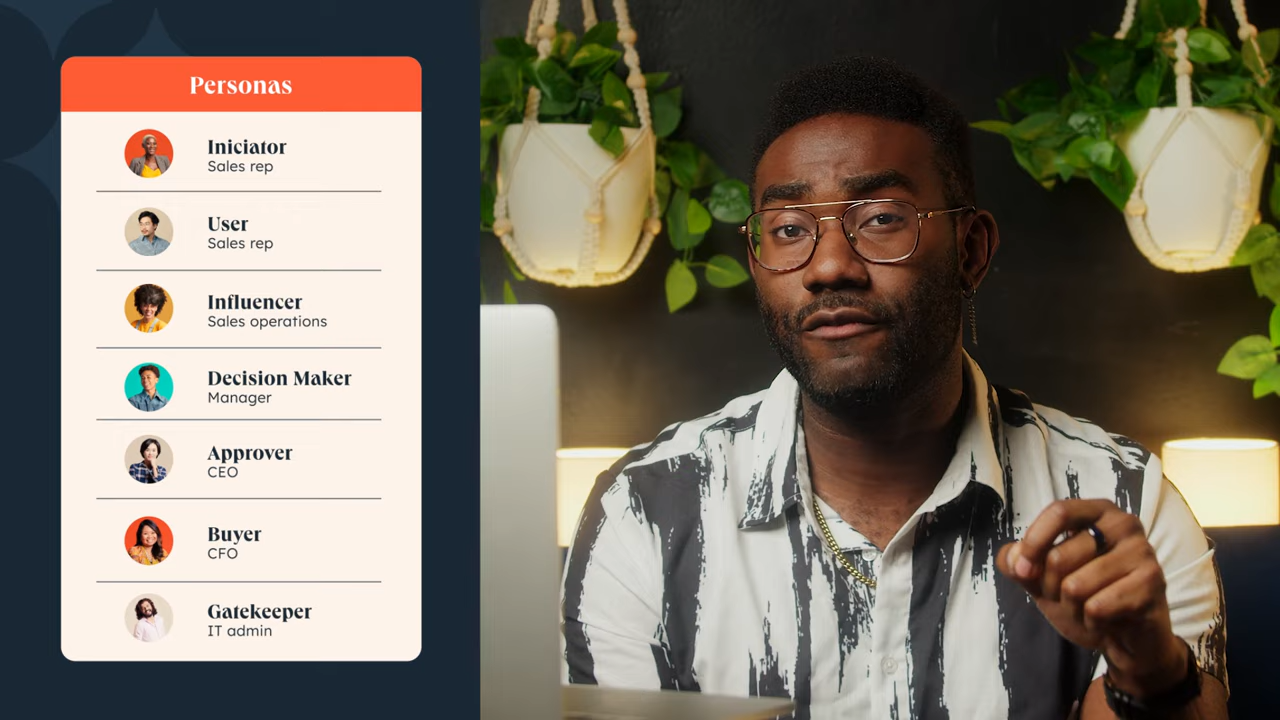 Personas
Iniciator
Sales rep
User
Sales rep
Influencer
Sales operations
Decision Maker
Manager
Approver
CEO
Buyer
CFO
Gatekeeper
IT admin